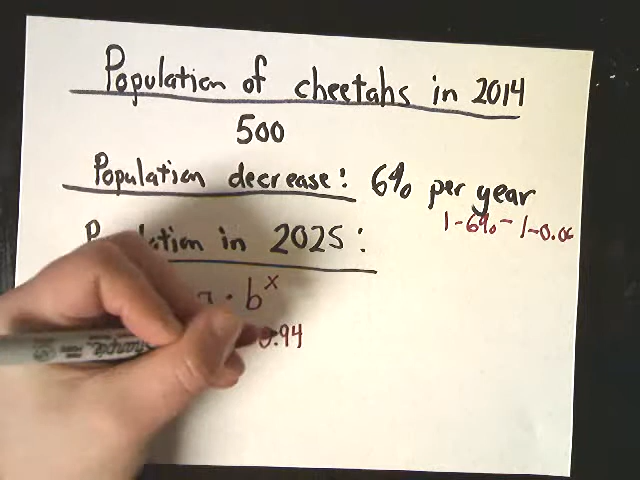 Population of cheetahs in 2014
500
Population decrease: 6% per year
1-6% - 1-0.06
in 2025:
· b^x
0.94
Sharpie